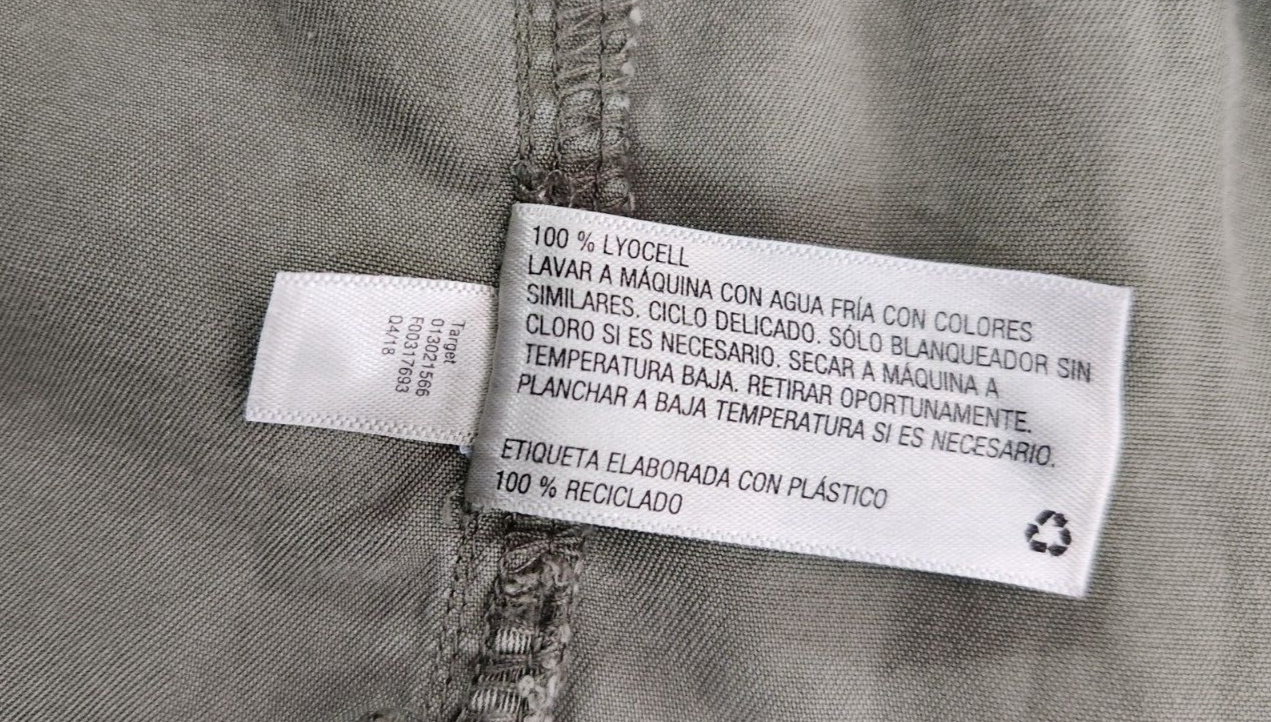 100 % LYOCELL
LAVAR A MÁQUINA CON AGUA FRÍA CON COLORES
SIMILARES. CICLO DELICADO. SÓLO BLANQUEADOR SIN
CLORO SI ES NECESARIO. SECAR A MÁQUINA A
TEMPERATURA BAJA. RETIRAR OPORTUNAMENTE.
PLANCHAR A BAJA TEMPERATURA SI ES NECESARIO.
ETIQUETA ELABORADA CON PLÁSTICO
100 % RECICLADO
Target
013021566
F00317693
Q418